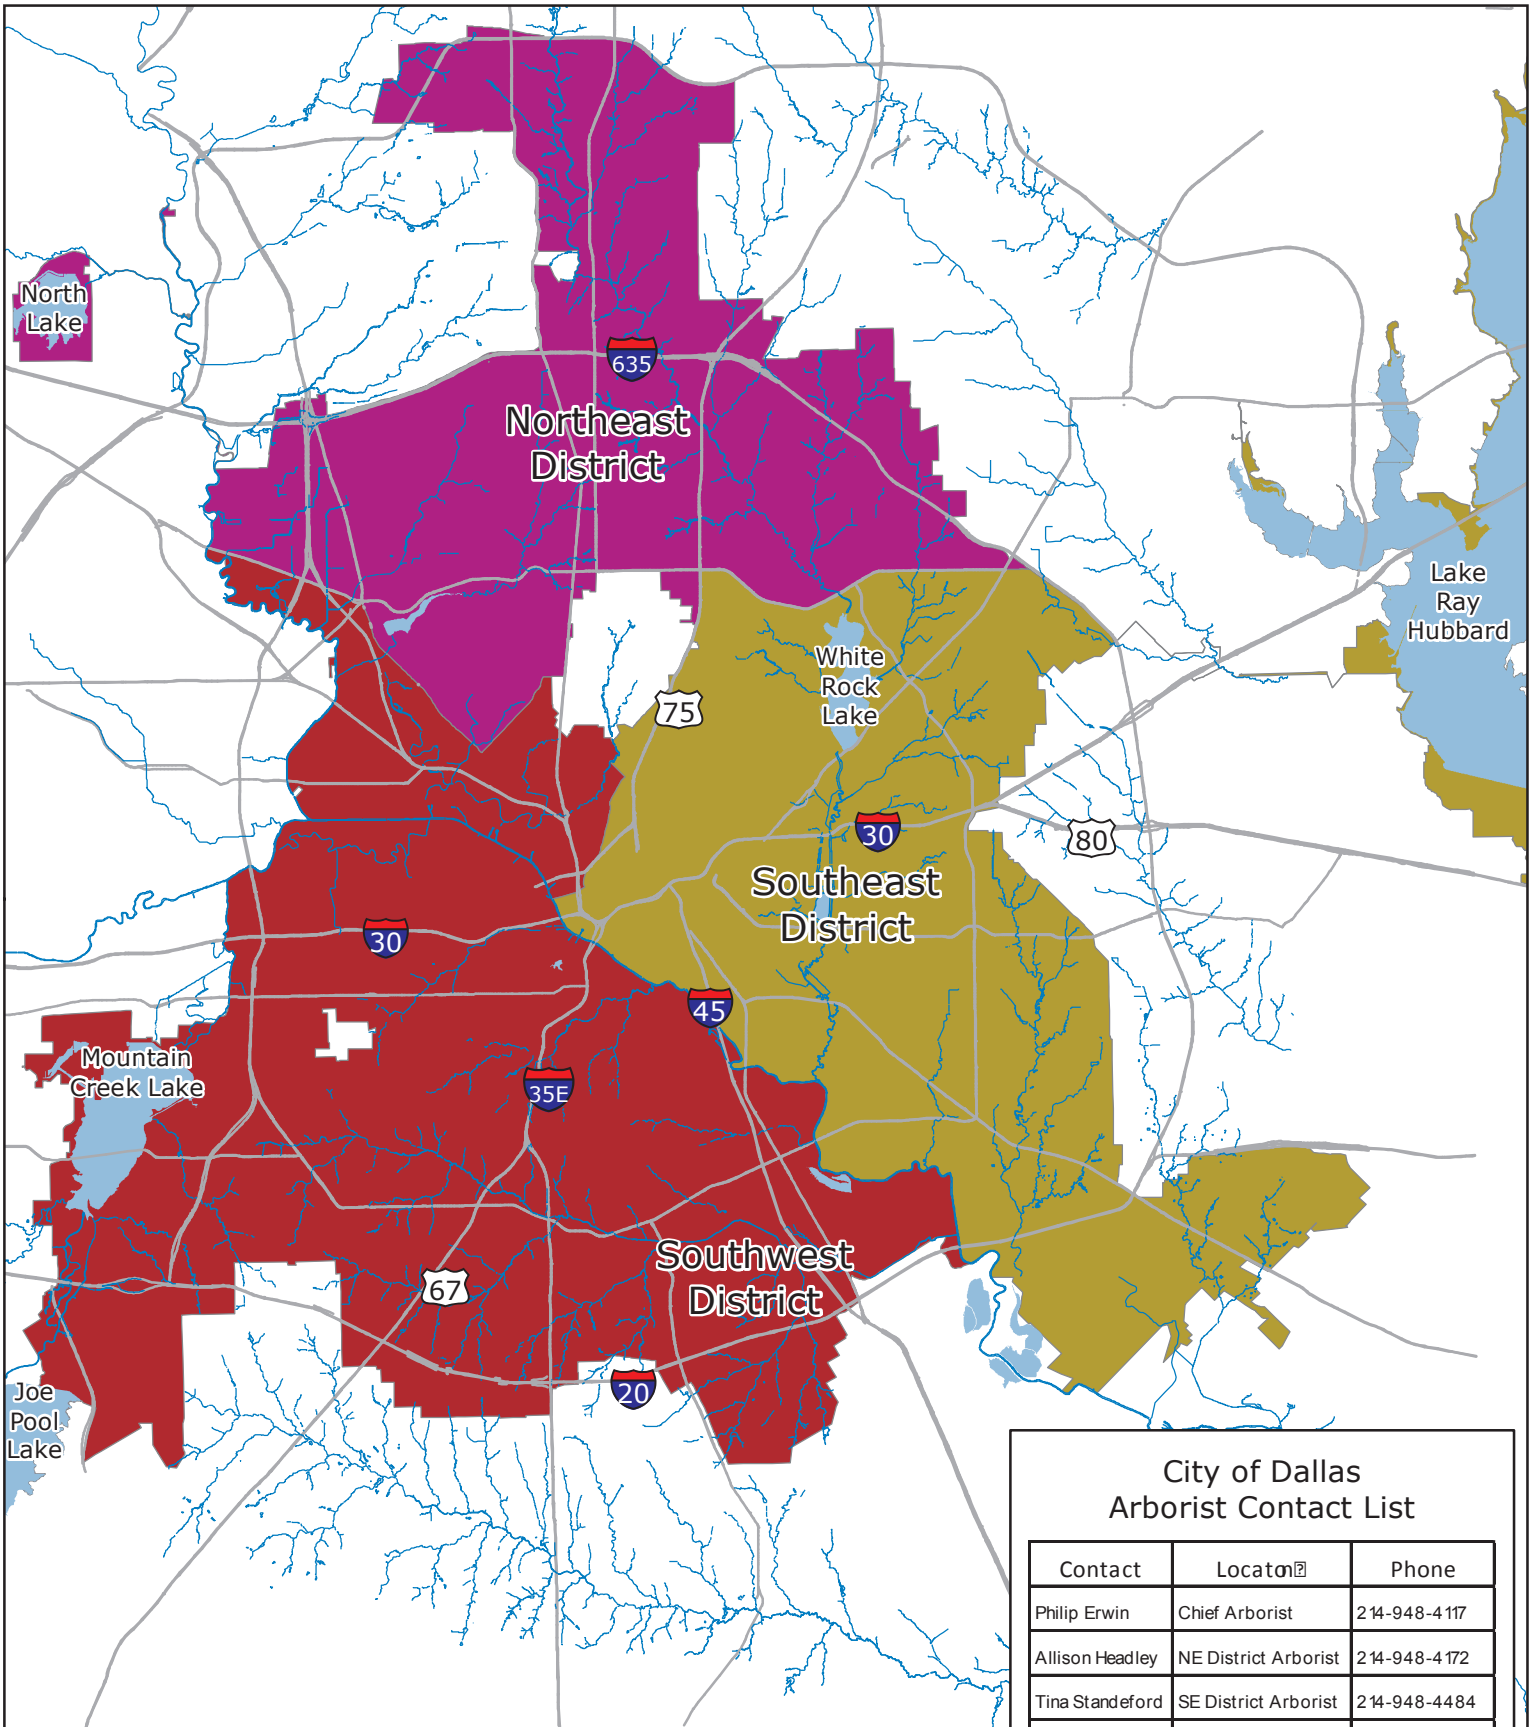 North
Lake
635
Northeast
District
Lake
Ray
Hubbard
White
Rock
Lake
75
30
80
Southeast
District
30
45
Mountain
Creek Lake
35E
Southwest
District
67
20
Joe
Pool
Lake
City of Dallas
Arborist Contact List
Contact Locaton Phone
Philip Erwin Chief Arborist 214-948-4117
Allison Headley NE District Arborist 214-948-4172
Tina Standeford SE District Arborist 214-948-4484